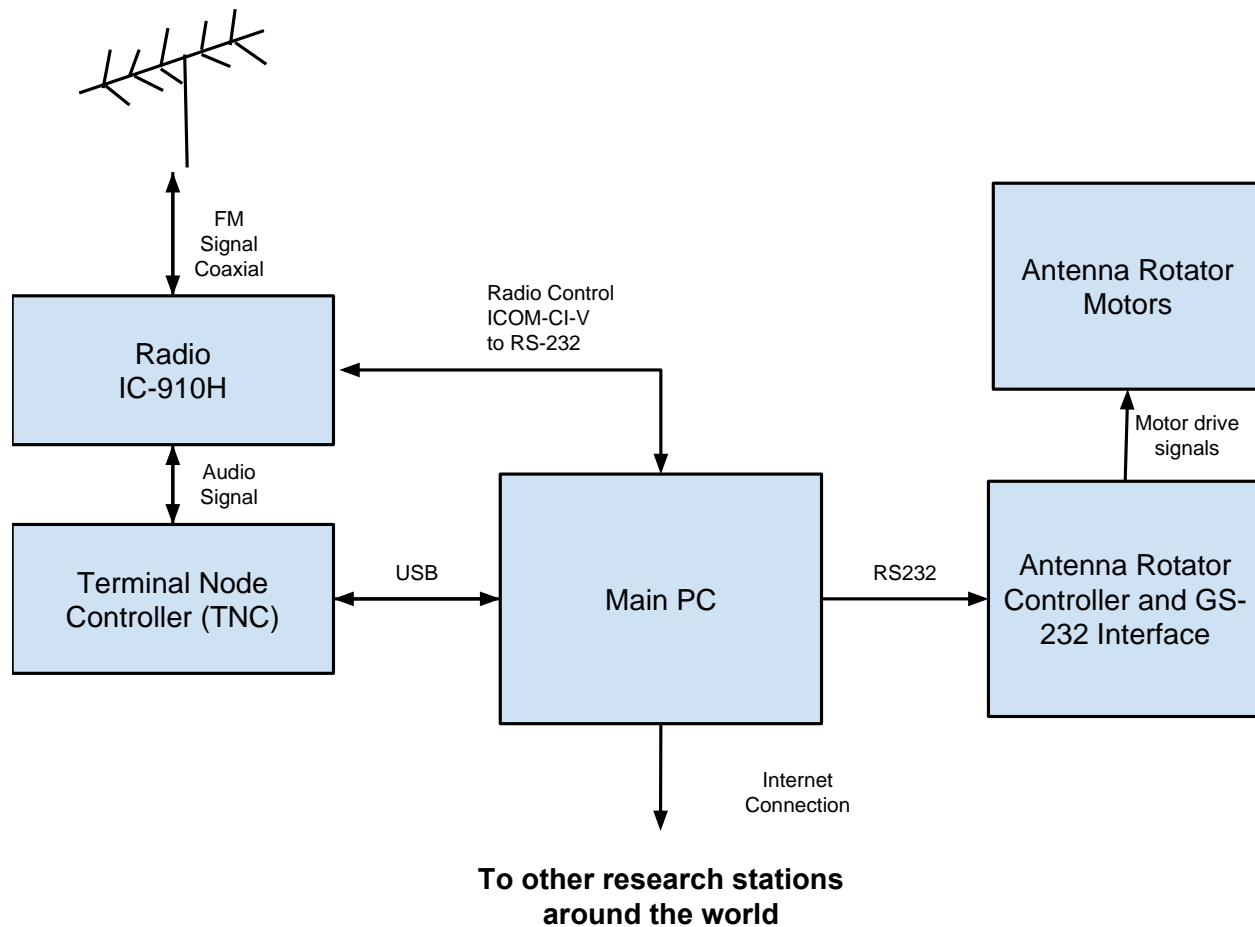 FM
Signal
Coaxial
Radio Control
ICOM-CI-V
to RS-232
Antenna Rotator
Motors
Radio
IC-910H
Motor drive
signals
Audio
Signal
Terminal Node
Controller (TNC)
USB
Main PC
RS232
Antenna Rotator
Controller and GS-
232 Interface
Internet
Connection
To other research stations
around the world